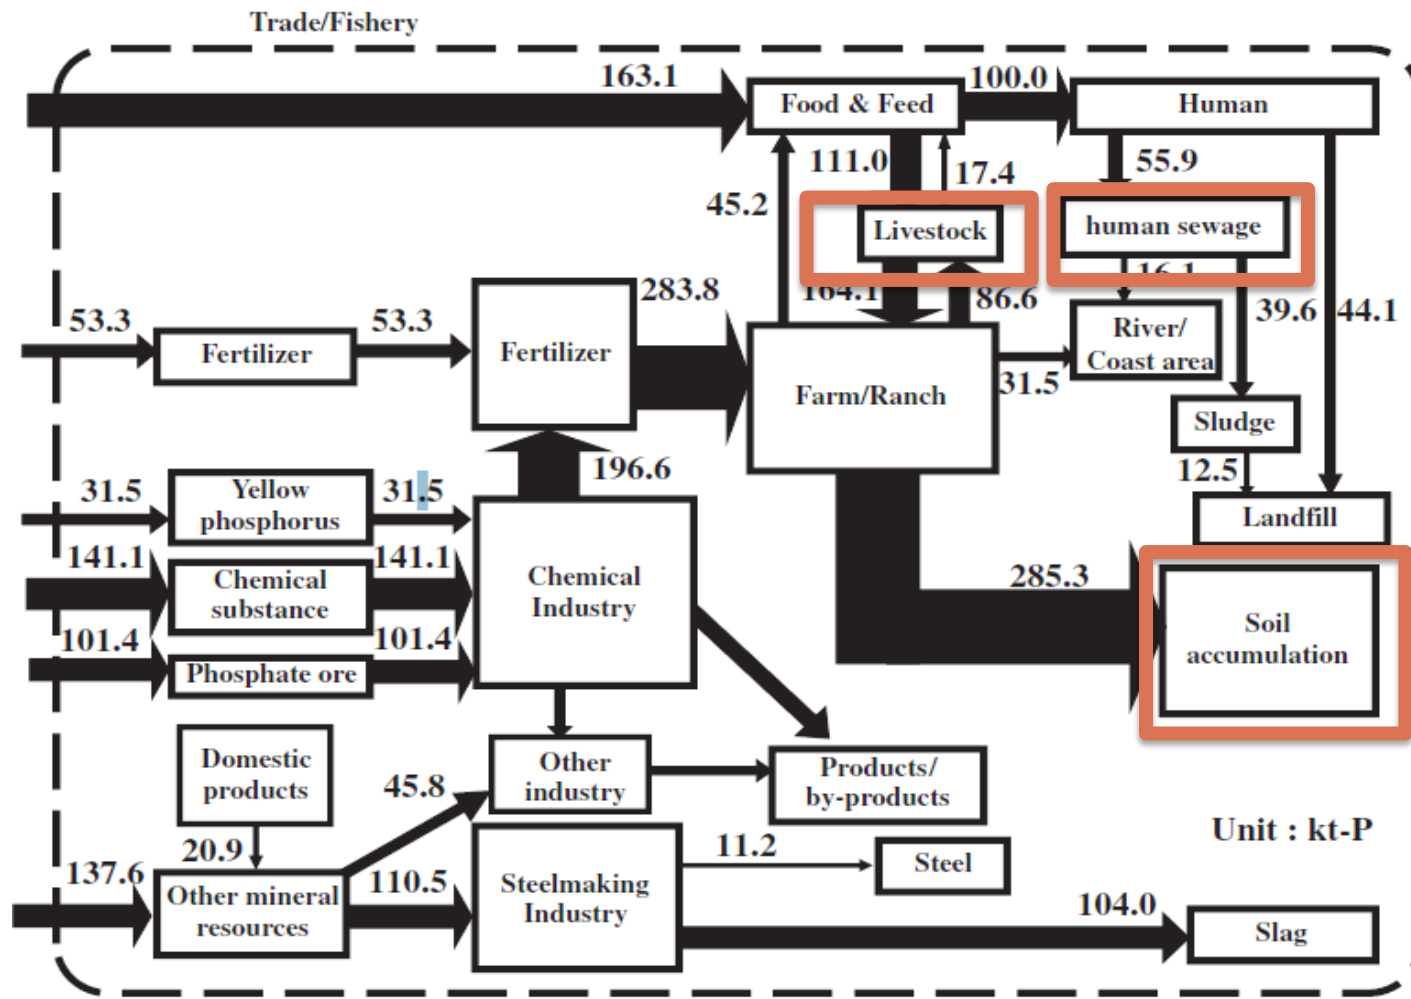 Trade/Fishery
163.1
Food & Feed
100.0
Human
111.0
17.4
55.9
45.2
Livestock
human sewage
16.1
164.1
86.6
283.8
53.3
Fertilizer
53.3
Fertilizer
Farm/Ranch
31.5
River/
Coast area
39.6
44.1
Sludge
12.5
Landfill
196.6
31.5
Yellow
phosphorus
31.5
141.1
Chemical
substance
141.1
Chemical
Industry
101.4
Phosphate ore
101.4
285.3
Soil
accumulation
Domestic
products
20.9
45.8
Other
industry
Products/
by-products
Unit : kt-P
137.6
Other mineral
resources
110.5
Steelmaking
Industry
11.2
Steel
104.0
Slag